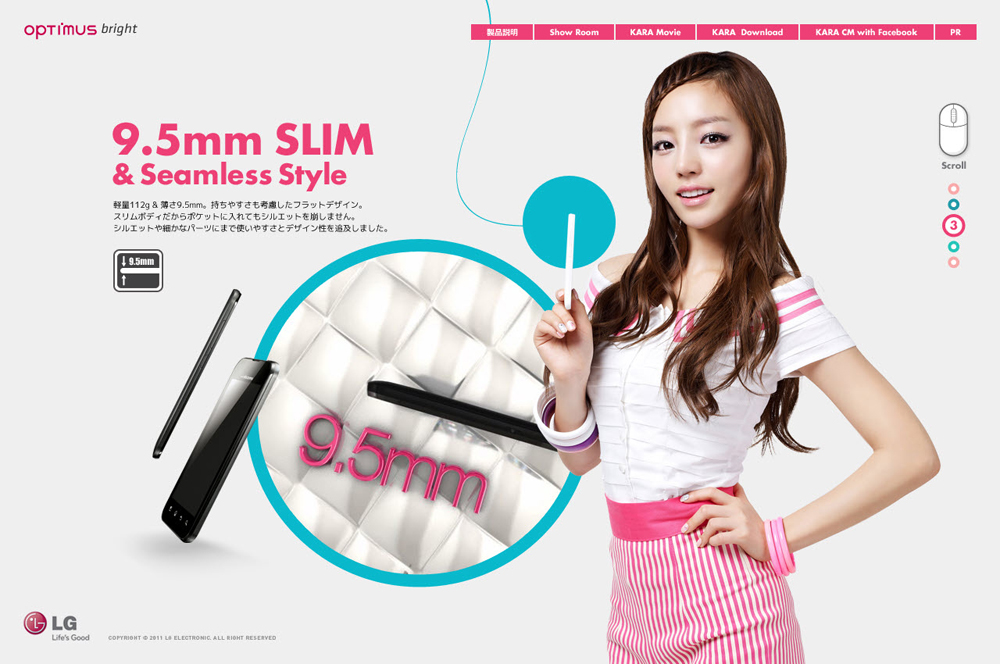 OPTIMUS bright
製品説明
Show Room
KARA Movie
KARA Download
KARA CM with Facebook
PR
9.5mm SLIM
& Seamless Style
軽量112g & 薄さ9.5mm。持ちやすさも考慮したフラットデザイン。
スリムボディだからポケットに入れてもシルエットを崩しません。
シルエットや細かなパーツにまで使いやすさとデザイン性を追及しました。
9.5mm
9.5mm
Scroll
3
LG
Life's Good
COPYRIGHT © 2011 LG ELECTRONIC. ALL RIGHT RESERVED